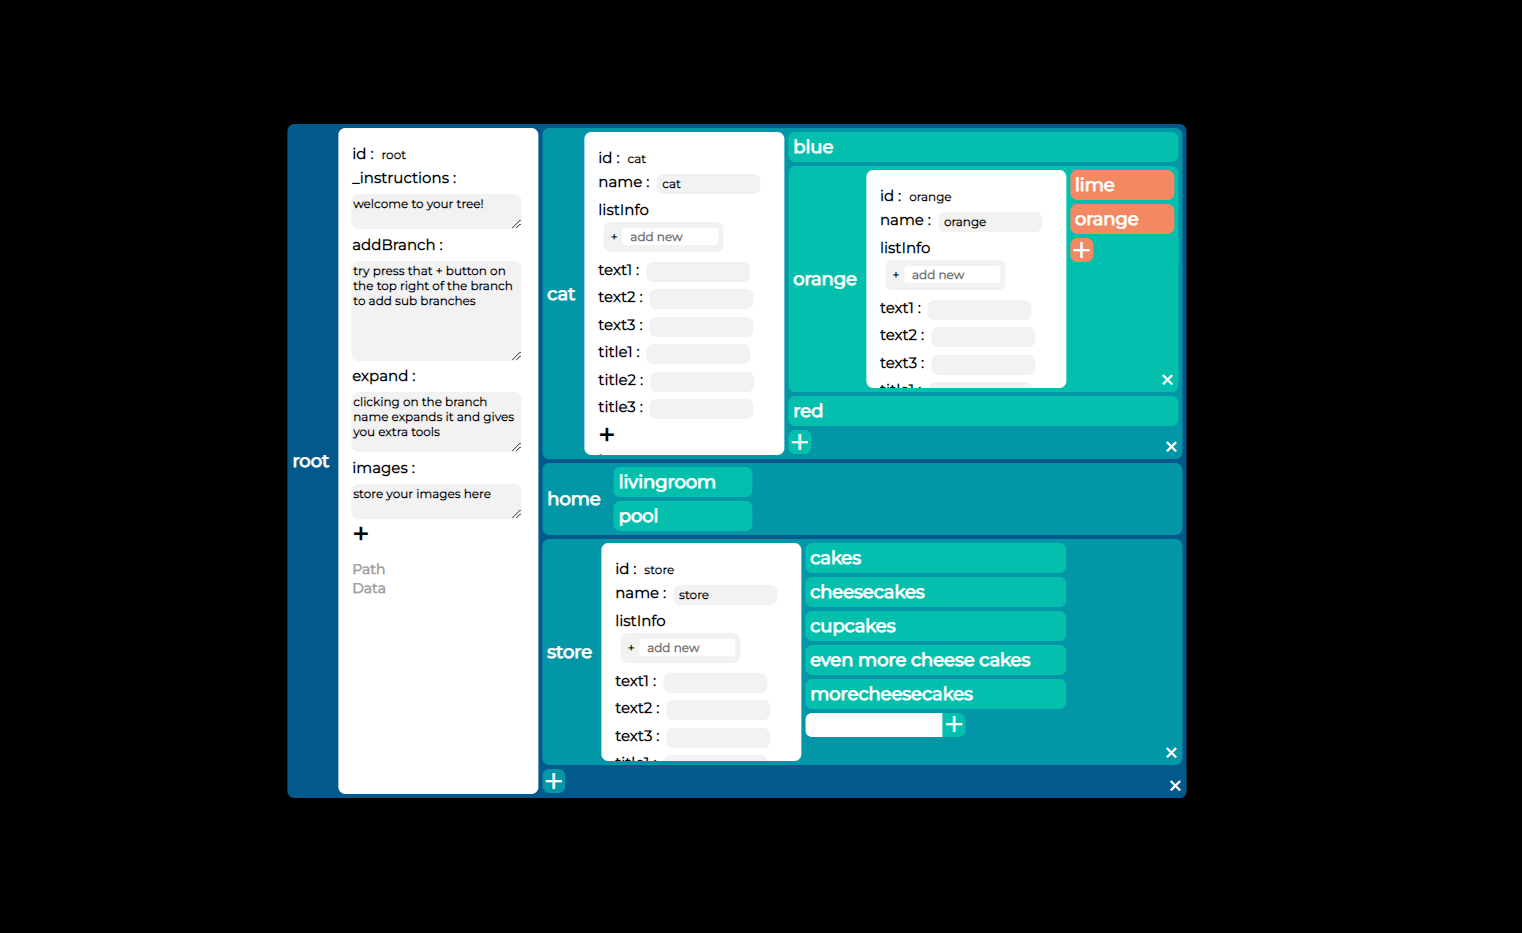 root
id : root
_instructions :
welcome to your tree!
addBranch :
try press that + button on
the top right of the branch
to add sub branches
expand :
clicking on the branch
name expands it and gives
you extra tools
images :
store your images here
+
Path
Data
cat
id : cat
name : cat
listInfo
+ add new
text1 :
text2 :
text3 :
title1 :
title2 :
title3 :
+
blue
orange
id : orange
name : orange
listInfo
+ add new
text1 :
text2 :
text3 :
title1 :
lime
orange
+
×
red
+
×
home
livingroom
pool
store
id : store
name : store
listInfo
+ add new
text1 :
text2 :
text3 :
title1 :
cakes
cheesecakes
cupcakes
even more cheese cakes
morecheesecakes
+
×
+
×